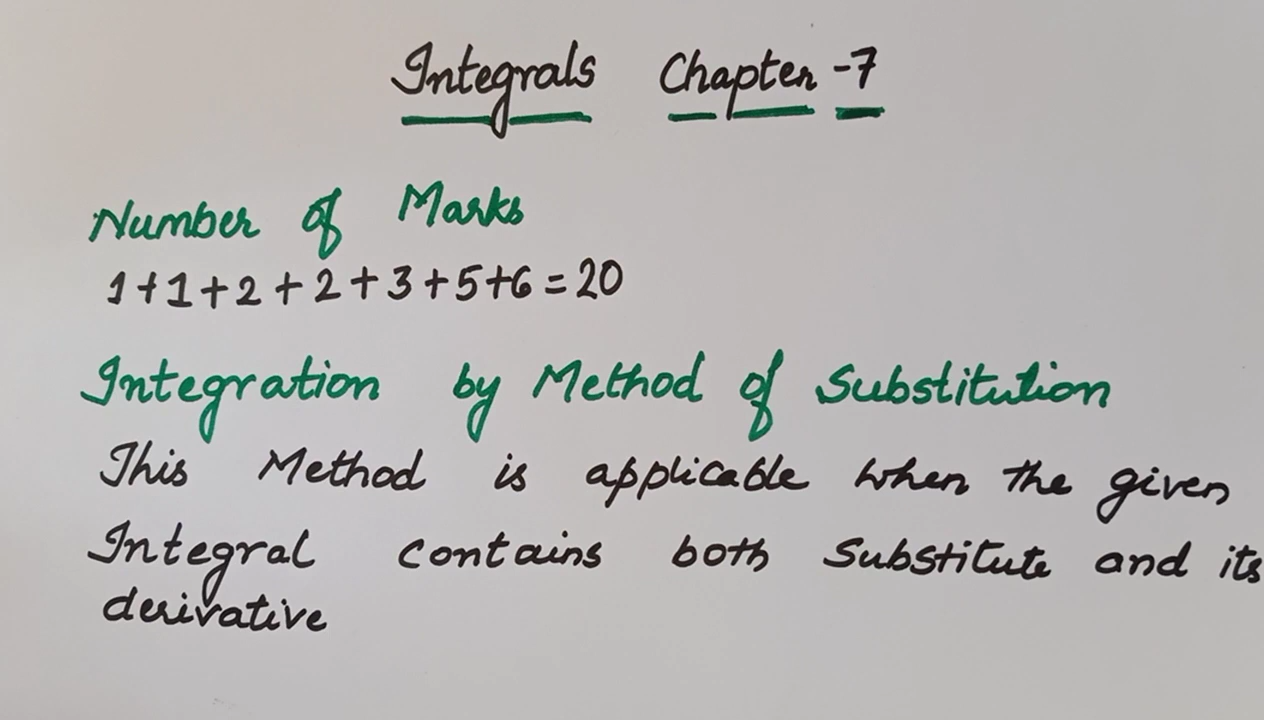 Integrals Chapter -7
Number of Marks
1+1+2+2+3+5+6=20
Integration by Method of Substitution
This Method is applicable when the given
Integral contains both Substitute and its
derivative